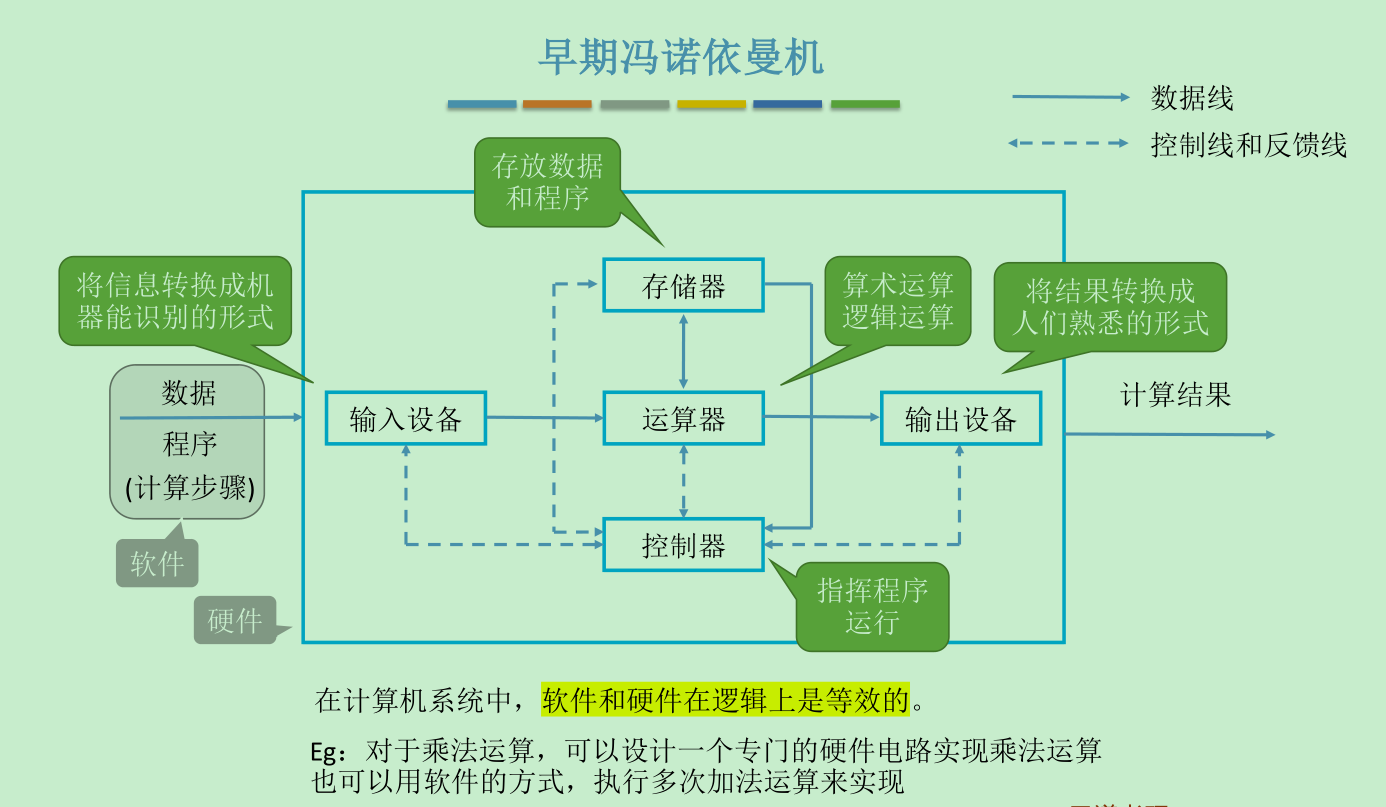 早期冯诺依曼机
数据线
控制线和反馈线
存放数据
和程序
将信息转换成机
器能识别的形式
存储器
算术运算
逻辑运算
将结果转换成
人们熟悉的形式
数据
程序
(计算步骤)
输入设备
运算器
输出设备
计算结果
软件
控制器
硬件
指挥程序
运行
在计算机系统中，软件和硬件在逻辑上是等效的。
Eg：对于乘法运算，可以设计一个专门的硬件电路实现乘法运算
也可以用软件的方式，执行多次加法运算来实现